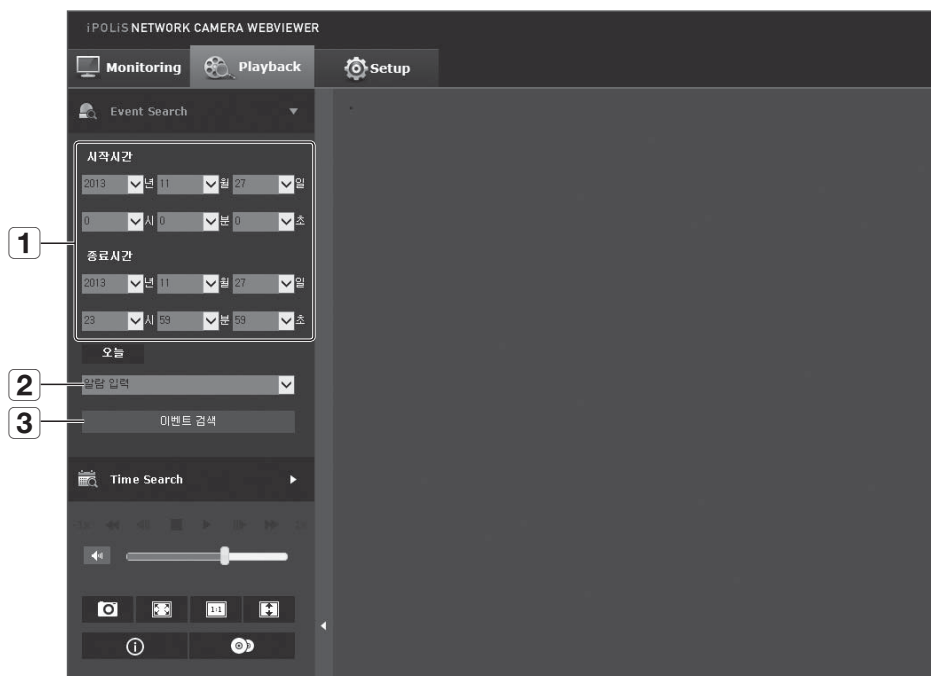 iPOLiS NETWORK CAMERA WEBVIEWER
Monitoring Playback Setup
Event Search
시작시간
2013 년 11 월 27 일
0 시 0 분 0 초
1
종료시간
2013 년 11 월 27 일
23 시 59 분 59 초
오늘
2 알람 입력
3 이벤트 검색
Time Search
1:1